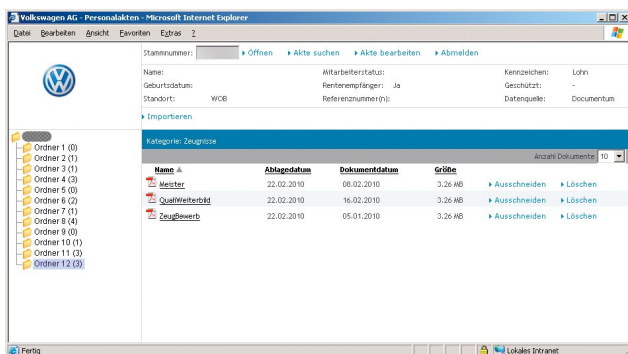 Volkswagen AG - Personalakten - Microsoft Internet Explorer
Datei Bearbeiten Ansicht Favoriten Extras ?
Stammnummer: Öffnen Akte suchen Akte bearbeiten Abmelden
Name: Mitarbeiterstatus: Kennzeichen: Lohn
Geburtsdatum: Rentenempfänger: Ja Geschützt: -
Standort: WOB Referenznummer(n): Datenquelle: Documentum
Importieren
Kategorie: Zeugnisse
Anzahl Dokumente 10
Name Ablagedatum Dokumentdatum Größe
Meister 22.02.2010 08.02.2010 3.26 MB Ausschneiden Löschen
QualiWeiterbild 22.02.2010 16.02.2010 3.26 MB Ausschneiden Löschen
ZeugBewerb 22.02.2010 05.01.2010 3.26 MB Ausschneiden Löschen
Ordner 1 (0)
Ordner 2 (1)
Ordner 3 (1)
Ordner 4 (3)
Ordner 5 (0)
Ordner 6 (2)
Ordner 7 (1)
Ordner 8 (4)
Ordner 9 (0)
Ordner 10 (1)
Ordner 11 (3)
Ordner 12 (3)
Fertig Lokales Intranet